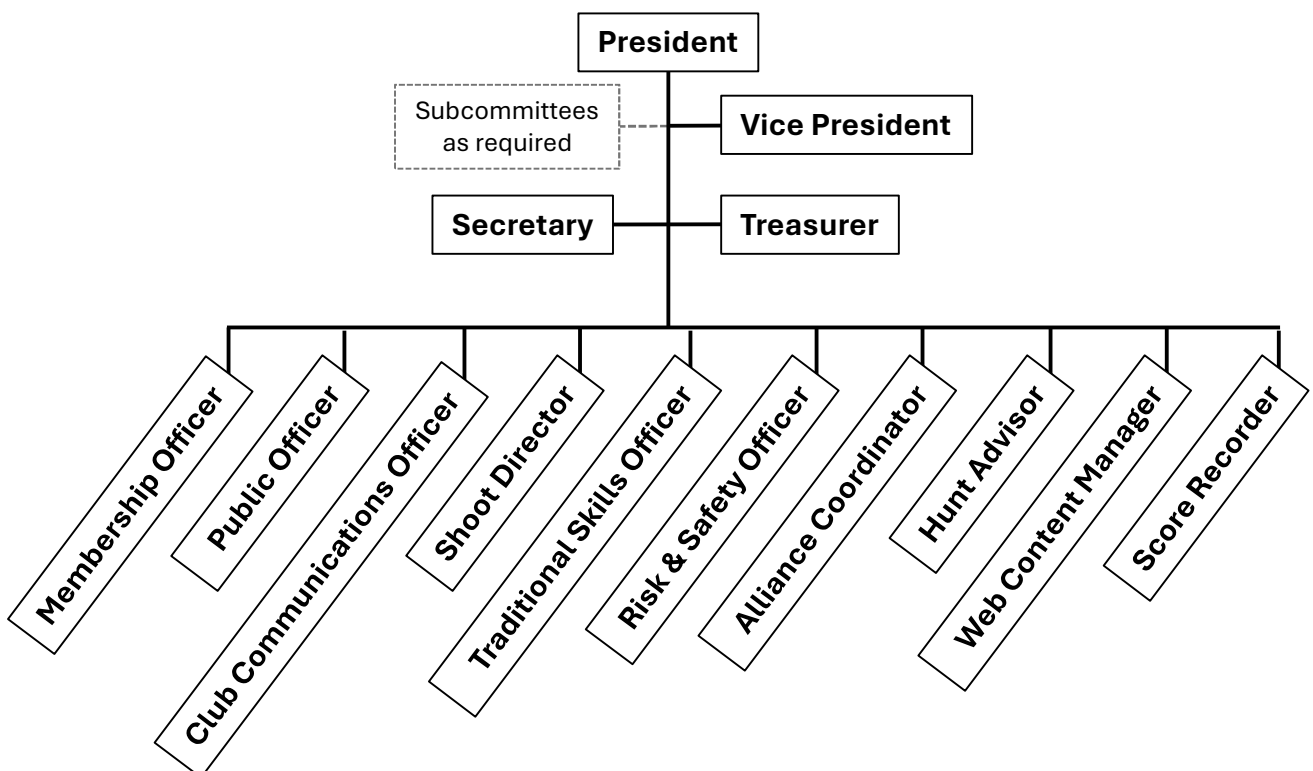 President
Subcommittees
as required
Vice President
Secretary
Treasurer
Membership Officer
Public Officer
Club Communications Officer
Shoot Director
Traditional Skills Officer
Risk & Safety Officer
Alliance Coordinator
Hunt Advisor
Web Content Manager
Score Recorder